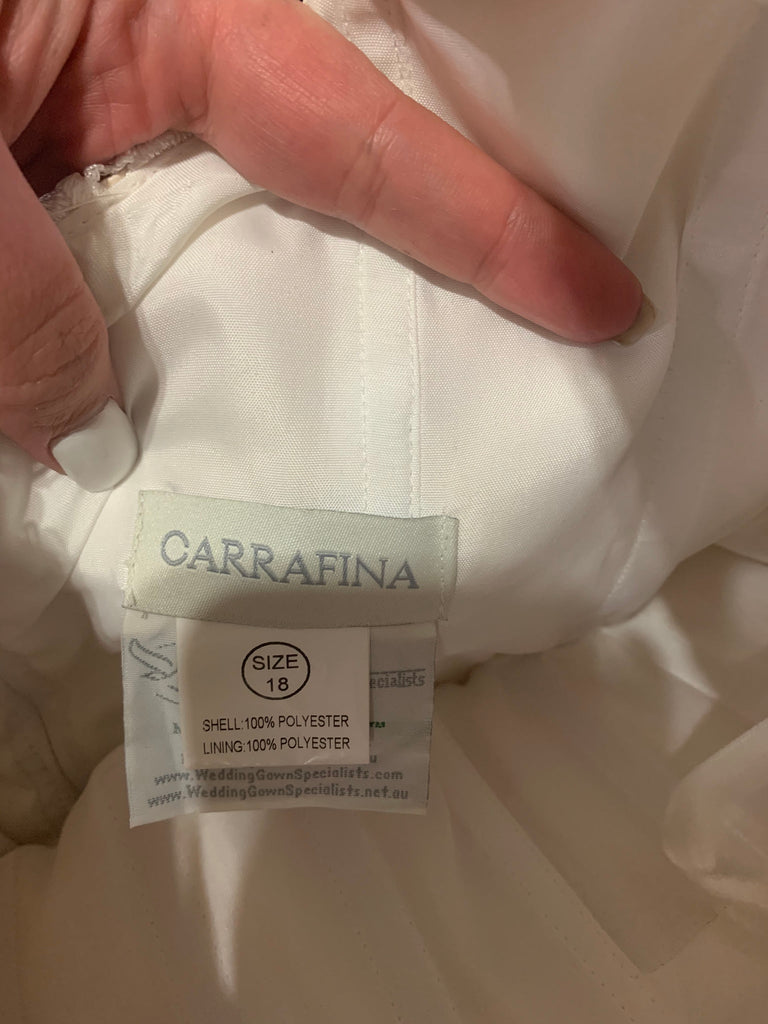 CARRAFINA
SIZE
18
ecialists
SHELL:100% POLYESTER
LINING:100% POLYESTER
www.WeddingGownSpecialists.com
www.WeddingGownSpecialists.net.au